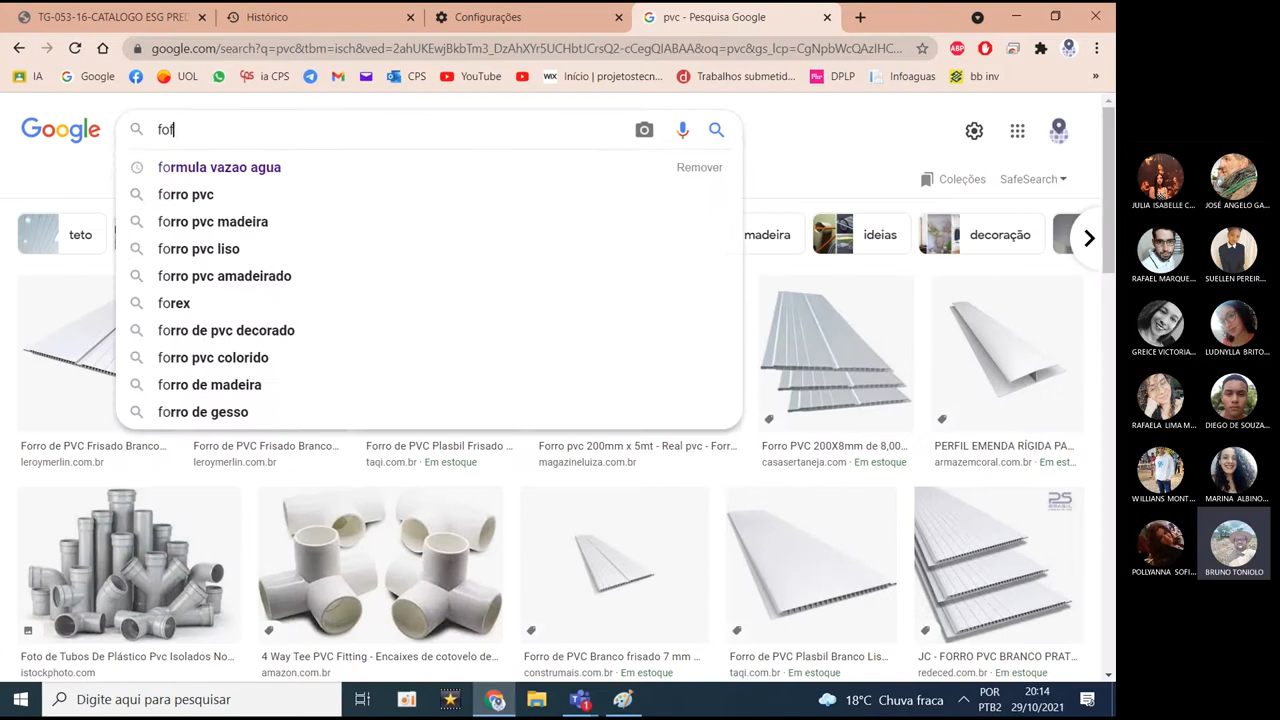 TG-053-16-CATALOGO ESG PRED
Histórico
Configurações
pvc - Pesquisa Google
google.com/search?q=pvc&tbm=isch&ved=2ahUKEwjBkbTm3_DzAhXYr5UCHbtJCrsQ2-cCegQIABAA&oq=pvc&gs_lcp=CgNpbWcQAzIHC...
ABP
IA
Google
UOL
ia CPS
CPS
YouTube
WiX
Início | projetostecn...
Trabalhos submetid...
DPLP
Infoaguas
bb inv
»
Google
fof
formula vazao agua
Remover
forro pvc
forro pvc madeira
forro pvc liso
forro pvc amadeirado
forex
forro de pvc decorado
forro pvc colorido
forro de madeira
forro de gesso
Coleções
SafeSearch
teto
madeira
ideias
decoração
Forro de PVC Frisado Branco...
leroymerlin.com.br
Forro de PVC Frisado Branco...
leroymerlin.com.br
Forro de PVC Plasbil Frisado ...
taqi.com.br · Em estoque
Forro pvc 200mm x 5mt - Real pvc - Forr...
magazineluiza.com.br
Forro PVC 200X8mm de 8,00...
casasertaneja.com · Em estoque
PERFIL EMENDA RÍGIDA PA...
armazemcoral.com.br · Em est...
PS
BRASIL
Foto de Tubos De Plástico Pvc Isolados No...
istockphoto.com
4 Way Tee PVC Fitting - Encaixes de cotovelo de...
amazon.com.br
Forro de PVC Branco frisado 7 mm ...
construmais.com.br · Em estoque
Forro de PVC Plasbil Branco Lis...
taqi.com.br · Em estoque
JC - FORRO PVC BRANCO PRAT...
redeced.com.br · Em estoque
Digite aqui para pesquisar
18°C Chuva fraca
POR
PTB2
20:14
29/10/2021
JULIA ISABELLE C...
JOSÉ ANGELO GA...
RAFAEL MARQUE...
SUELLEN PEREIR...
GREICE VICTORIA...
LUDNYLLA BRITO...
RAFAELA LIMA M...
DIEGO DE SOUZA...
WILLIANS MONT...
MARINA ALBINO...
POLLYANNA SOFI...
BRUNO TONIOLO